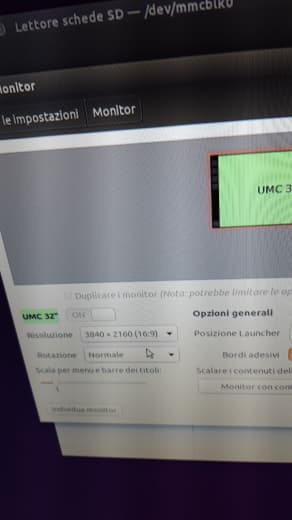 Lettore schede SD — /dev/mmcblk0
Monitor
le impostazioni
Monitor
UMC 3
Duplicare i monitor (Nota: potrebbe limitare le op
UMC 32"
ON
Opzioni generali
Risoluzione
3840 × 2160 (16:9)
Posizione Launcher
Rotazione
Normale
Bordi adesivi
Scala per menu e barre dei titoli:
Scalare i contenuti del
Monitor con con
Individua monitor